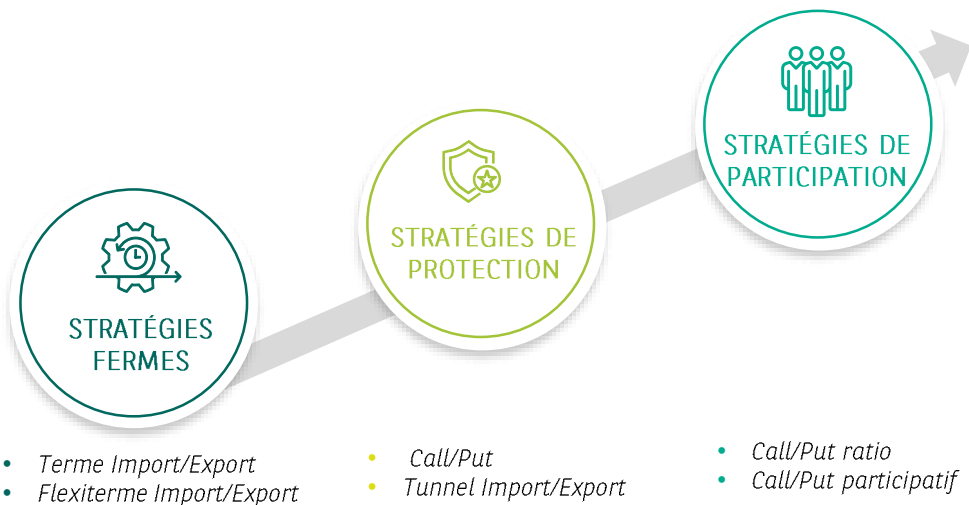 STRATÉGIES
FERMES
STRATÉGIES DE
PROTECTION
STRATÉGIES DE
PARTICIPATION
• Terme Import/Export
• Flexiterme Import/Export
• Call/Put
• Tunnel Import/Export
• Call/Put ratio
• Call/Put participatif